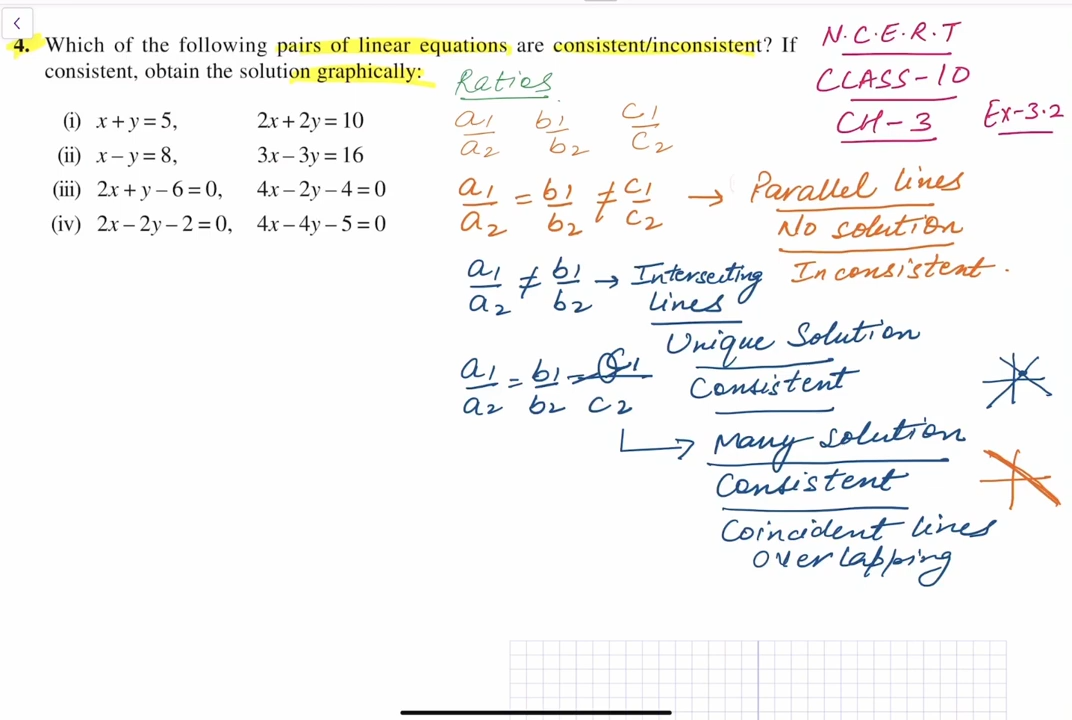 4. Which of the following pairs of linear equations are consistent/inconsistent? If
consistent, obtain the solution graphically:
(i) x + y = 5, 2x + 2y = 10
(ii) x – y = 8, 3x – 3y = 16
(iii) 2x + y – 6 = 0, 4x – 2y – 4 = 0
(iv) 2x – 2y – 2 = 0, 4x – 4y – 5 = 0
N.C.E.R.T
CLASS-10
CH-3 Ex-3.2
Ratios
a1/a2 b1/b2 c1/c2
a1/a2 = b1/b2 ≠ c1/c2 → Parallel lines
No solution
Inconsistent.
a1/a2 ≠ b1/b2 → Intersecting
lines
Unique Solution
Consistent
a1/a2 = b1/b2 = c1/c2
Many solution
Consistent
Coincident lines
overlapping